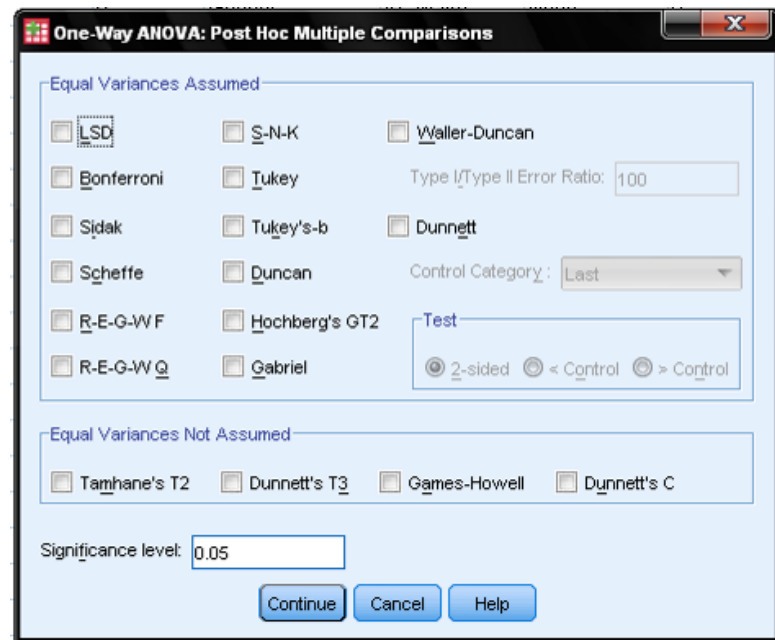 One-Way ANOVA: Post Hoc Multiple Comparisons
X
Equal Variances Assumed
LSD S-N-K Waller-Duncan
Bonferroni Tukey Type I/Type II Error Ratio: 100
Sidak Tukey's-b Dunnett
Scheffe Duncan Control Category : Last
R-E-G-W F Hochberg's GT2 Test
R-E-G-W Q Gabriel 2-sided < Control > Control
Equal Variances Not Assumed
Tamhane's T2 Dunnett's T3 Games-Howell Dunnett's C
Significance level: 0.05
Continue Cancel Help